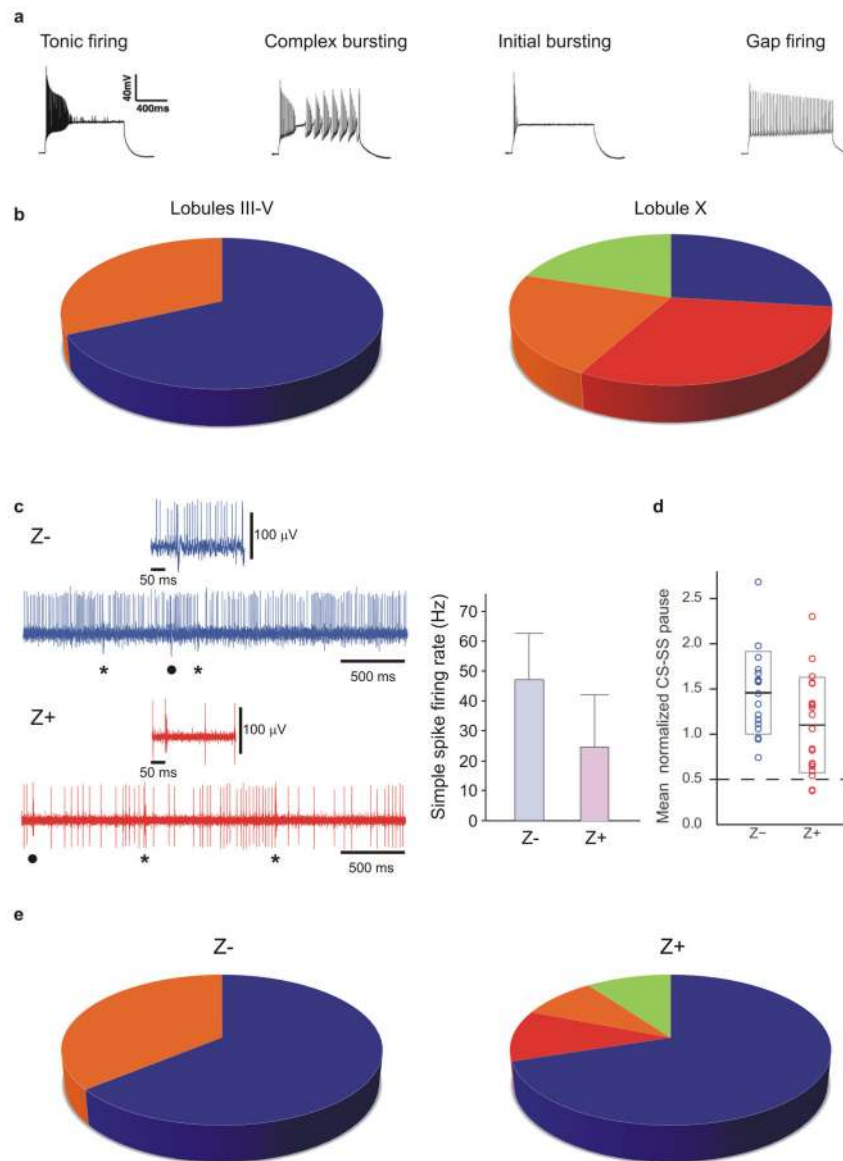 a
Tonic firing
Complex bursting
Initial bursting
Gap firing
40mV
400ms
b
Lobules III-V
Lobule X
c
Z-
100 µV
50 ms
* ● *
500 ms
Z+
100 µV
50 ms
● * *
500 ms
Simple spike firing rate (Hz)
70
60
50
40
30
20
10
0
Z-
Z+
d
Mean normalized CS-SS pause
2.5
2.0
1.5
1.0
0.5
0.0
Z−
Z+
e
Z-
Z+